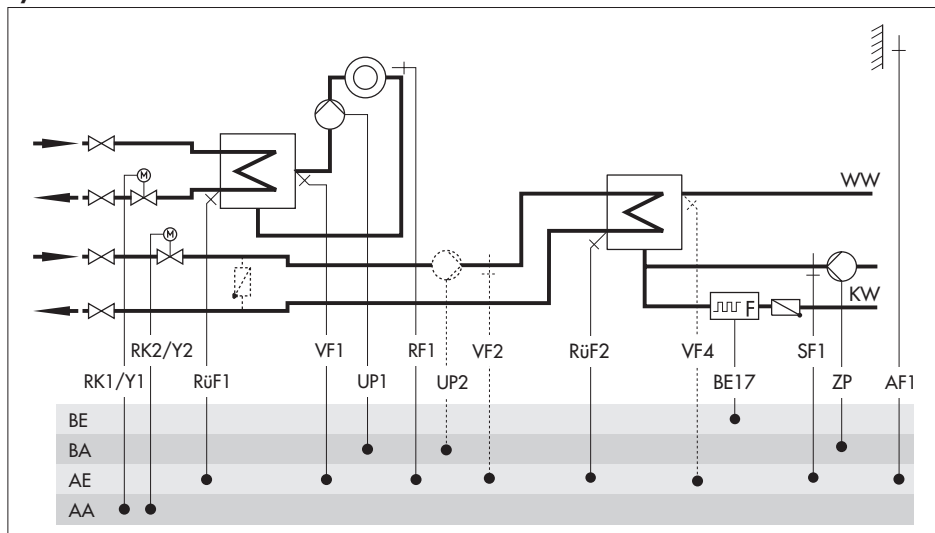 M
M
WW
F
KW
RK2/Y2 VF1 RF1 VF2 RüF2 VF4 SF1
RK1/Y1 RüF1 UP1 UP2 BE17 ZP AF1
BE
BA
AE
AA